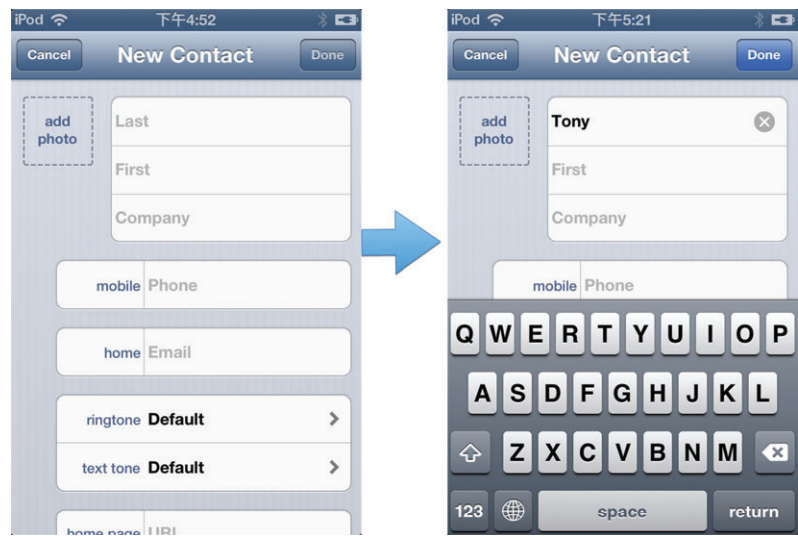 iPod 下午4:52
Cancel New Contact Done
add photo
Last
First
Company
mobile Phone
home Email
ringtone Default
text tone Default
home page URL
iPod 下午5:21
Cancel New Contact Done
add photo
Tony
First
Company
mobile Phone
Q W E R T Y U I O P
A S D F G H J K L
Z X C V B N M
123 space return